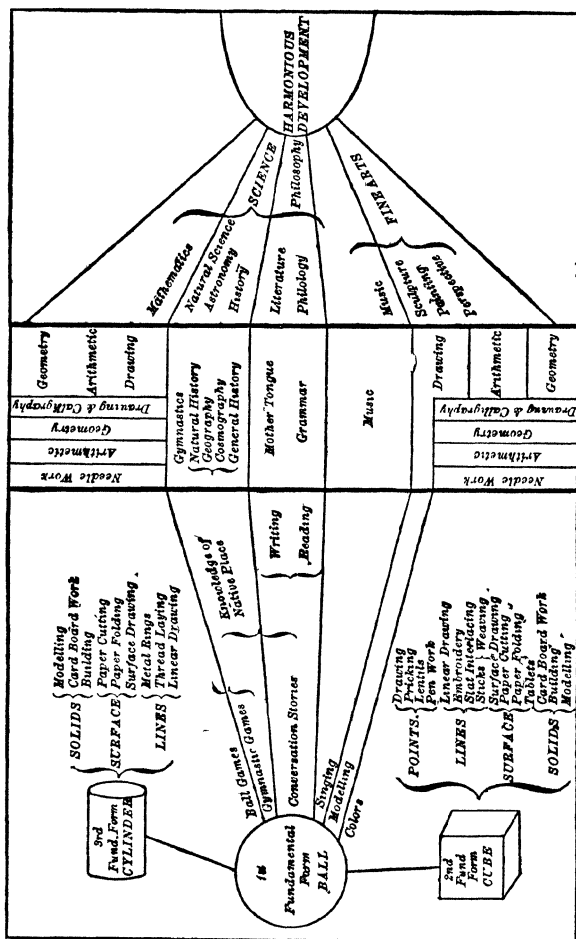 HARMONIOUS
DEVELOPMENT
SCIENCE
Philosophy
FINE ARTS
Mathematics
Natural Science
Astronomy
History
Literature
Philology
Music
Sculpture
Painting
Perspective
Geometry
Arithmetic
Drawing
Drawing & Calligraphy
Geometry
Arithmetic
Needle Work
Gymnastics
Natural History
Geography
Cosmography
General History
Mother Tongue
Grammar
Music
Drawing
Arithmetic
Geometry
Drawing & Calligraphy
Geometry
Arithmetic
Needle Work
Knowledge of
Native Place
Writing
Reading
Ball Games
Gymnastic Games
Conversation Stories
Singing
Modelling
Colors
SOLIDS
Modelling
Card Board Work
Building
SURFACE
Paper Cutting
Paper Folding
Surface Drawing
LINES
Metal Rings
Thread Laying
Linear Drawing
3rd
Fund. Form
CYLINDER
1st
Fundamental
Form
BALL
2nd
Fund
Form
CUBE
POINTS.
Drawing
Pricking
Lentils
Pen Work
LINES
Linear Drawing
Embroidery
Slat Interlacing
Sticks Weaving
SURFACE
Surface Drawing
Paper Cutting
Paper Folding
Tablets
SOLIDS
Card Board Work
Building
Modelling